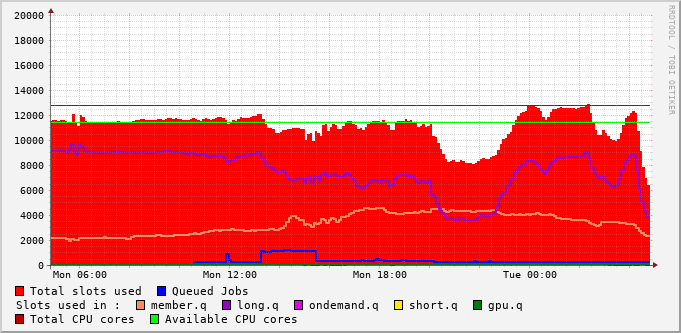 RRDTOOL / TOBI OETIKER
20000
18000
16000
14000
12000
10000
8000
6000
4000
2000
0
Mon 06:00 Mon 12:00 Mon 18:00 Tue 00:00
Total slots used Queued Jobs
Slots used in : member.q long.q ondemand.q short.q gpu.q
Total CPU cores Available CPU cores